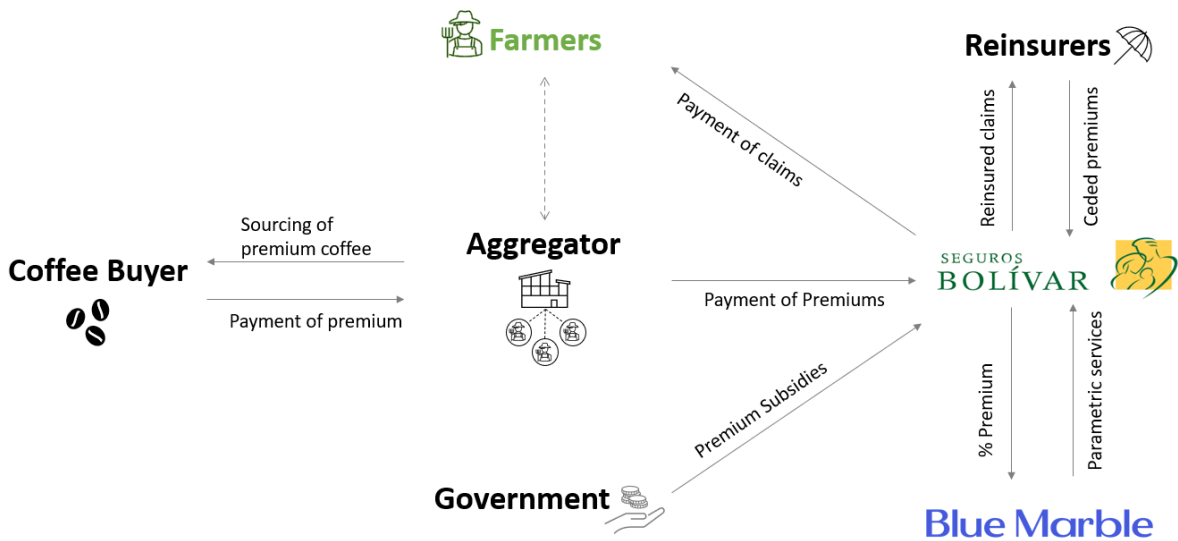 Farmers
Reinsurers
Payment of claims
Reinsured claims
Ceded premiums
Sourcing of
premium coffee
Aggregator
Coffee Buyer
SEGUROS
BOLÍVAR
Payment of premium
Payment of Premiums
Premium Subsidies
% Premium
Parametric services
Government
Blue Marble